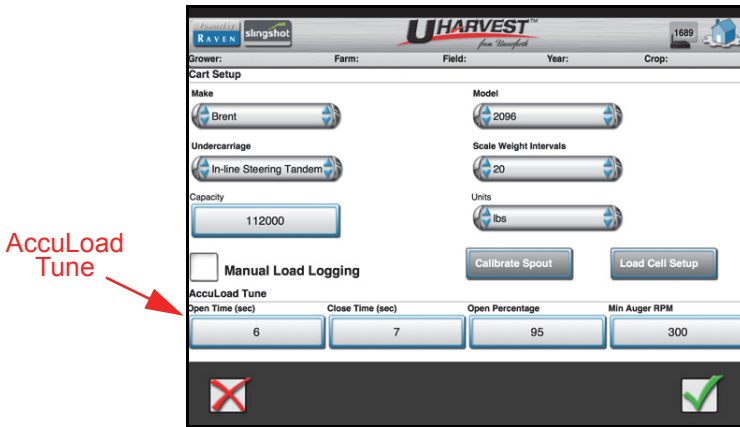 Powered by
RAVEN
slingshot
UHARVEST™
from Unverferth
1689
Grower: Farm: Field: Year: Crop:
Cart Setup
Make Model
Brent 2096
Undercarriage Scale Weight Intervals
In-line Steering Tandem 20
Capacity Units
112000 lbs
Manual Load Logging Calibrate Spout Load Cell Setup
AccuLoad
Tune
AccuLoad Tune
Open Time (sec) Close Time (sec) Open Percentage Min Auger RPM
6 7 95 300